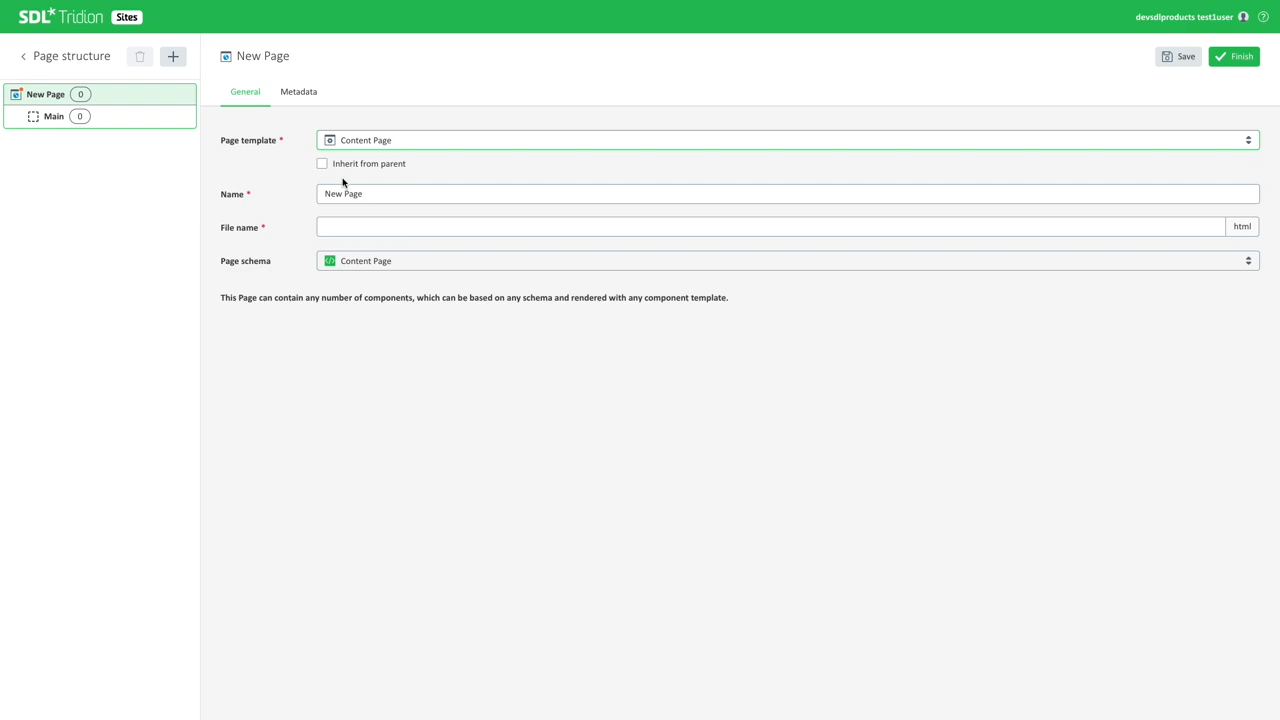 SDL* Tridion Sites
devsdlproducts test1user
Page structure
New Page
Save
Finish
New Page 0
Main 0
General
Metadata
Page template *
Content Page
Inherit from parent
Name *
New Page
File name *
html
Page schema
Content Page
This Page can contain any number of components, which can be based on any schema and rendered with any component template.